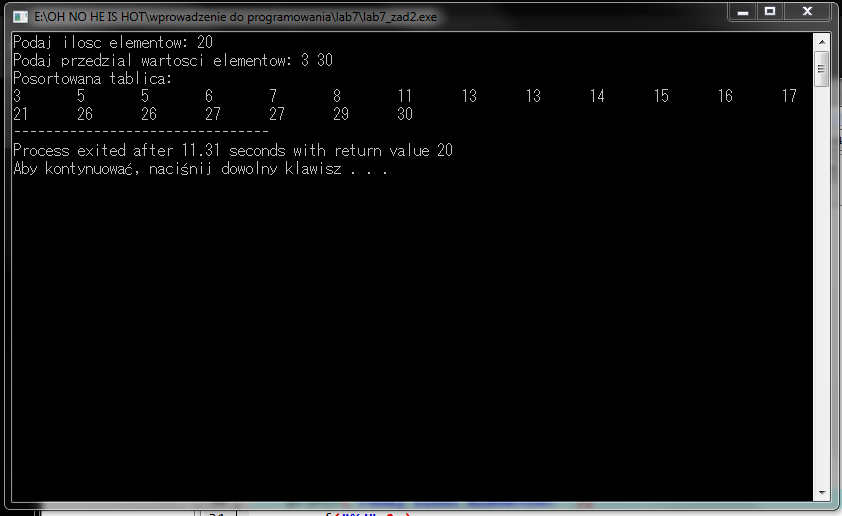 E:\OH NO HE IS HOT\wprowadzenie do programowania\lab7\lab7_zad2.exe
Podaj ilosc elementow: 20
Podaj przedzial wartosci elementow: 3 30
Posortowana tablica:
3 5 5 6 7 8 11 13 13 14 15 16 17
21 26 26 27 27 29 30
--------------------------------
Process exited after 11.31 seconds with return value 20
Aby kontynuować, naciśnij dowolny klawisz . . .